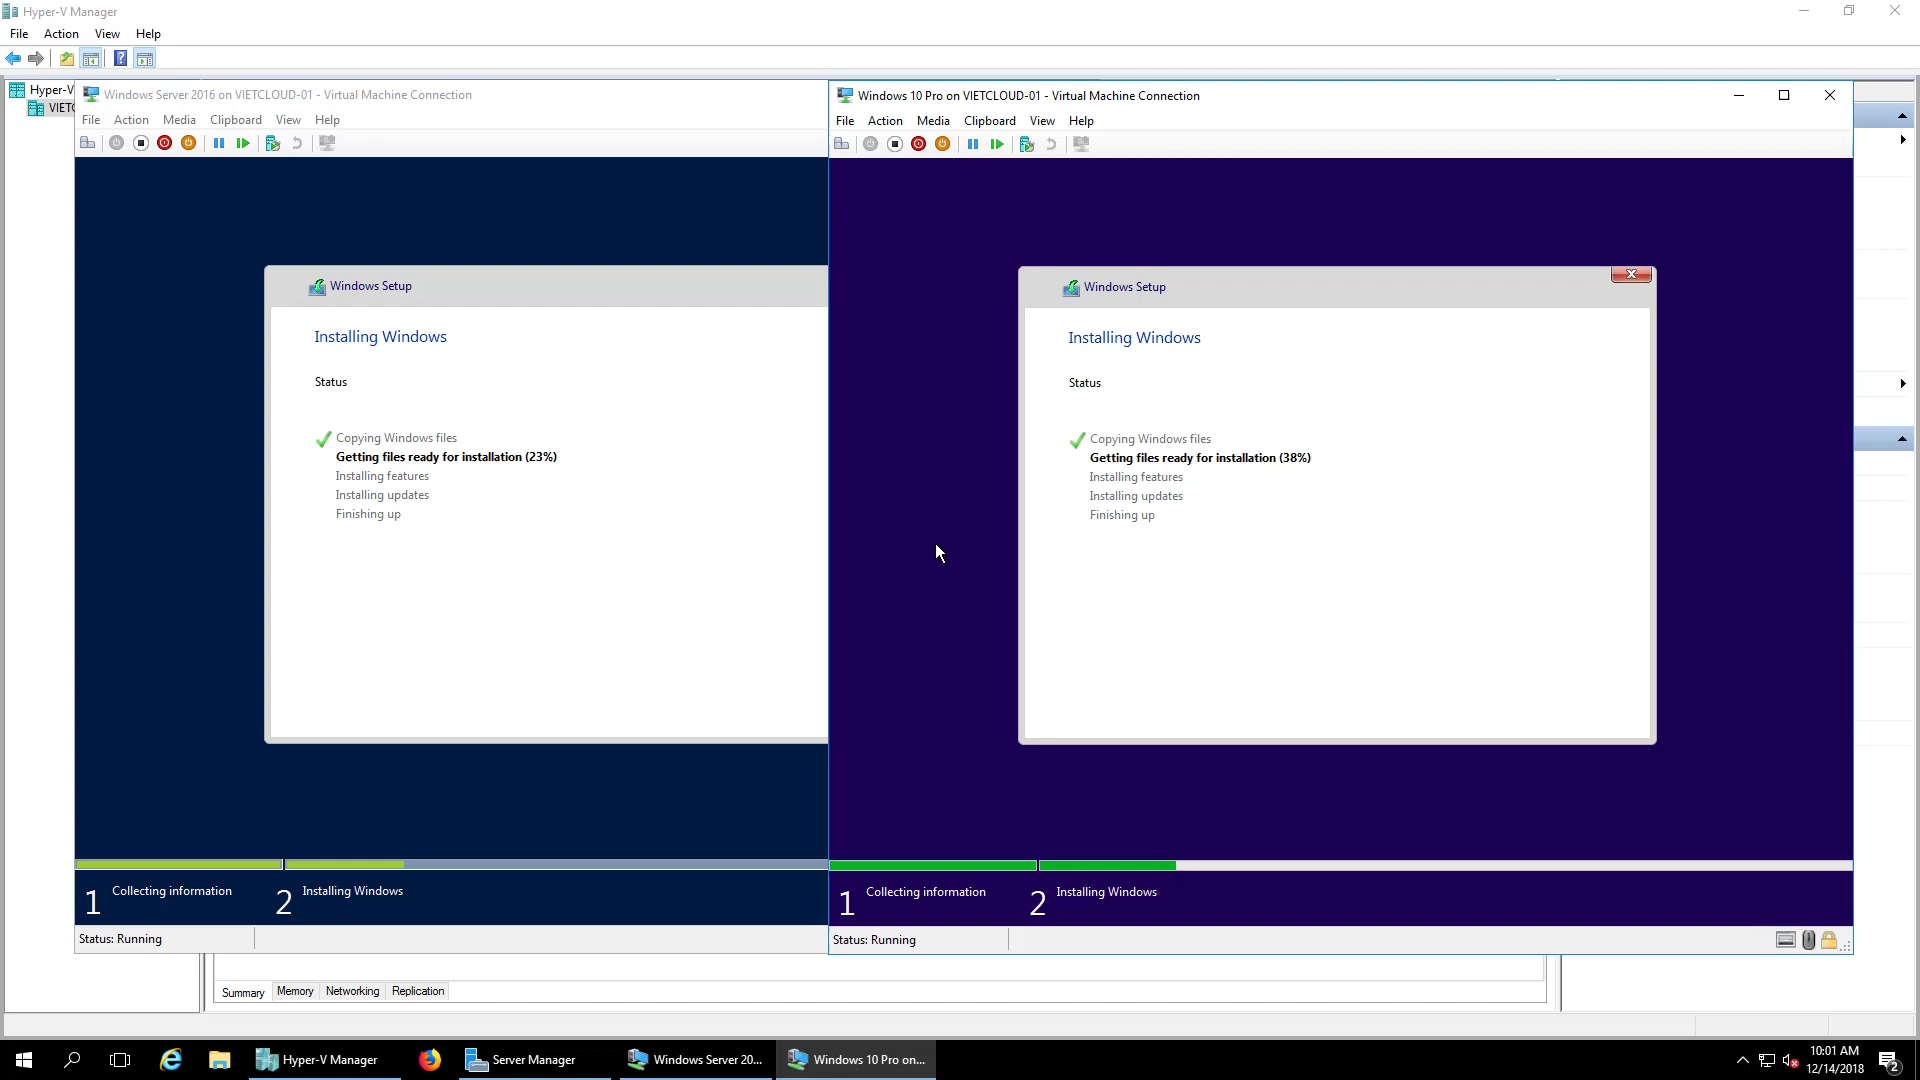 Hyper-V Manager
File Action View Help
Hyper-V
VIETC
Windows Server 2016 on VIETCLOUD-01 - Virtual Machine Connection
File Action Media Clipboard View Help
Windows Setup
Installing Windows
Status
Copying Windows files
Getting files ready for installation (23%)
Installing features
Installing updates
Finishing up
1 Collecting information 2 Installing Windows
Status: Running
Windows 10 Pro on VIETCLOUD-01 - Virtual Machine Connection
File Action Media Clipboard View Help
Windows Setup
Installing Windows
Status
Copying Windows files
Getting files ready for installation (38%)
Installing features
Installing updates
Finishing up
1 Collecting information 2 Installing Windows
Status: Running
Summary Memory Networking Replication
Hyper-V Manager Server Manager Windows Server 20... Windows 10 Pro on...
10:01 AM
12/14/2018
2